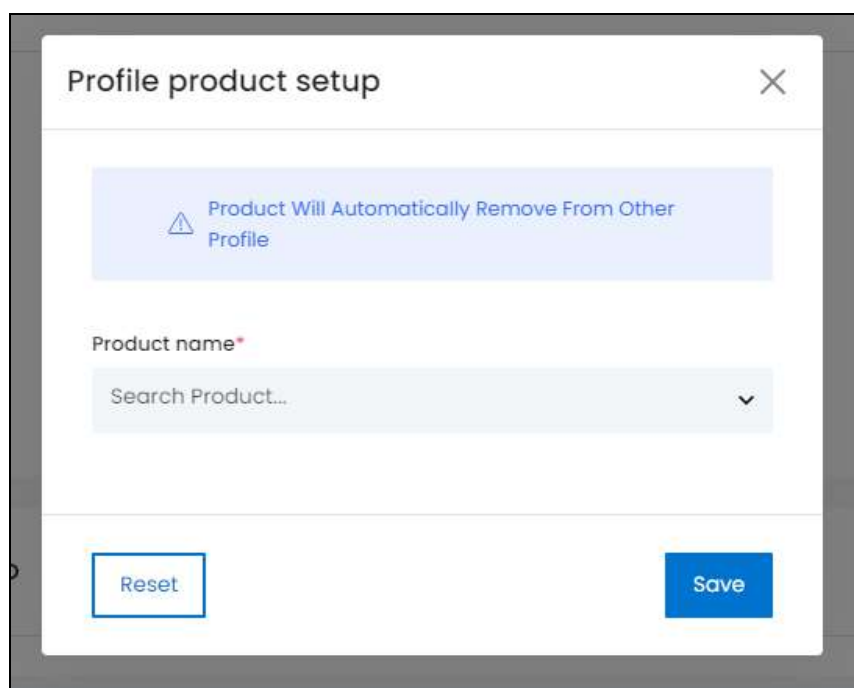 Profile product setup
Product Will Automatically Remove From Other
Profile
Product name*
Search Product...
Reset
Save